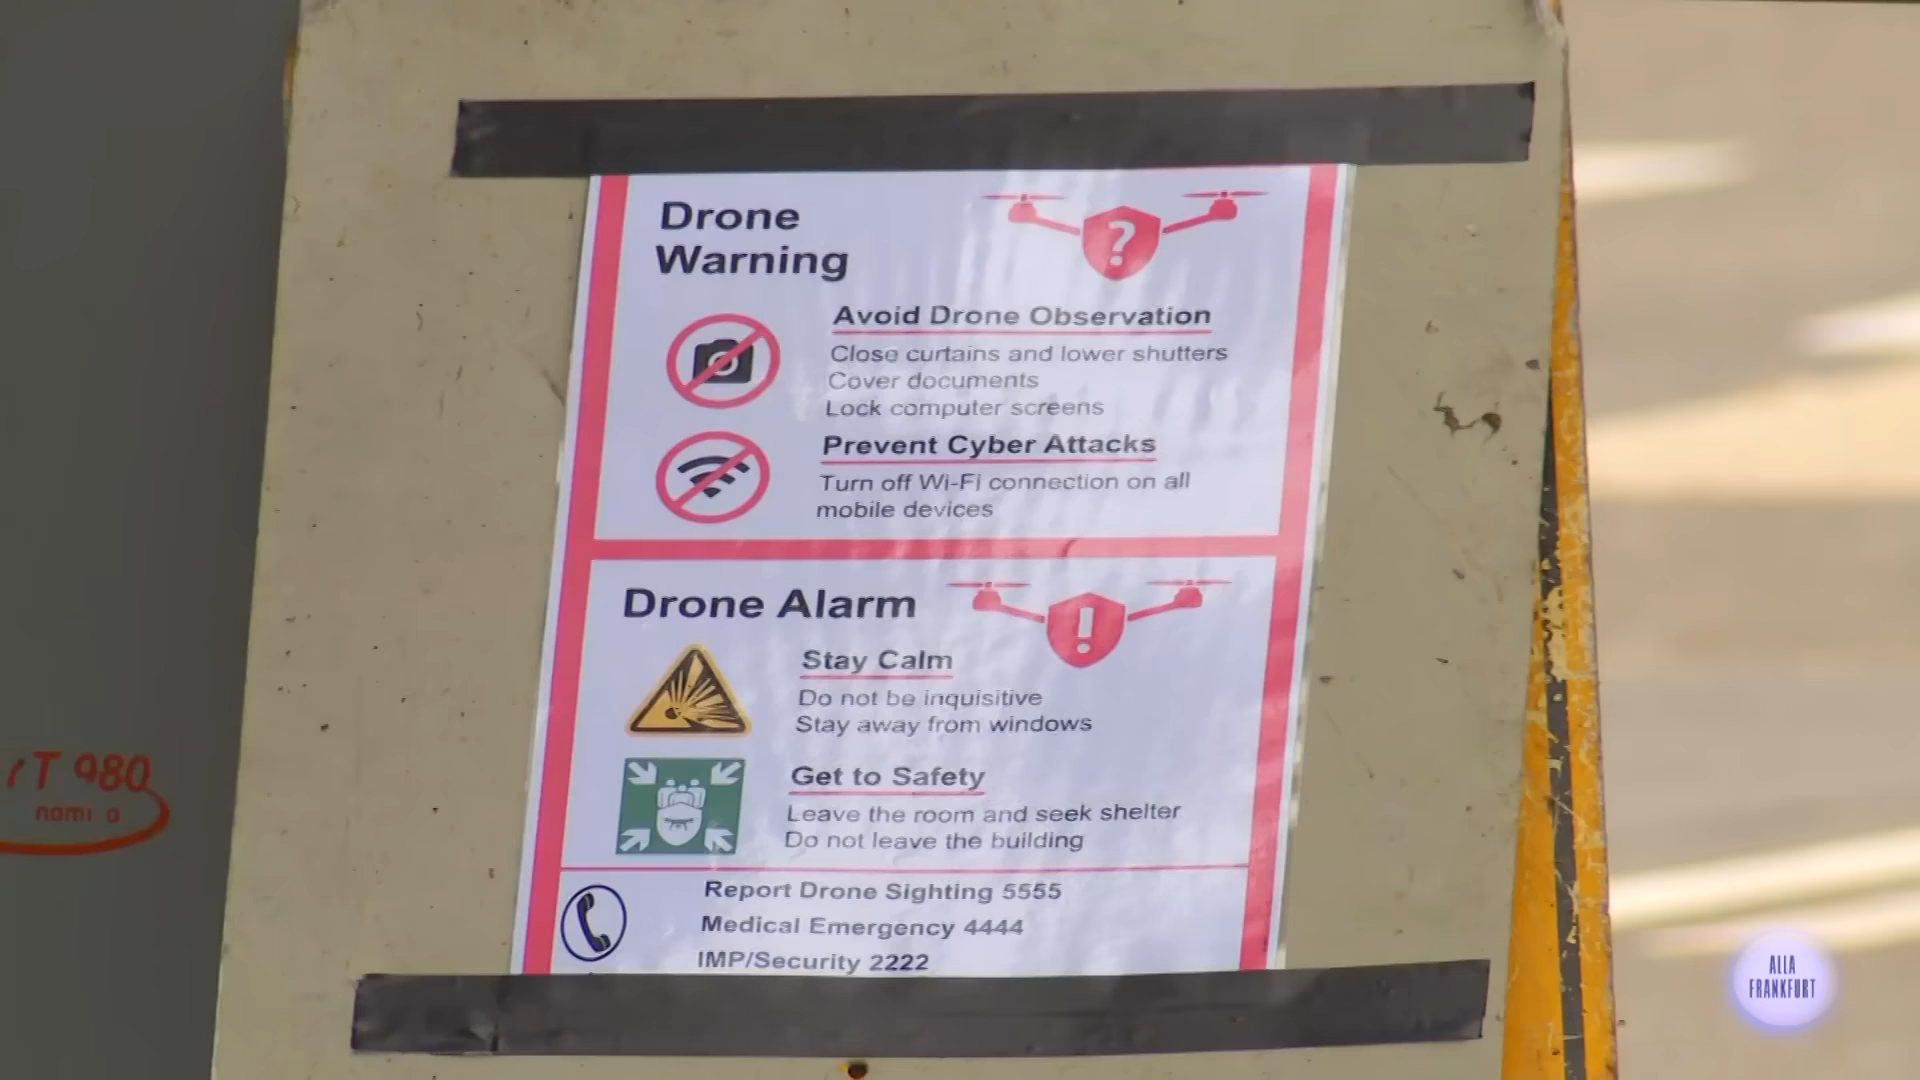 Drone
Warning
?
Avoid Drone Observation
Close curtains and lower shutters
Cover documents
Lock computer screens
Prevent Cyber Attacks
Turn off Wi-Fi connection on all
mobile devices
Drone Alarm
!
Stay Calm
Do not be inquisitive
Stay away from windows
Get to Safety
Leave the room and seek shelter
Do not leave the building
Report Drone Sighting 5555
Medical Emergency 4444
IMP/Security 2222
T 980
ALLA
FRANKFURT